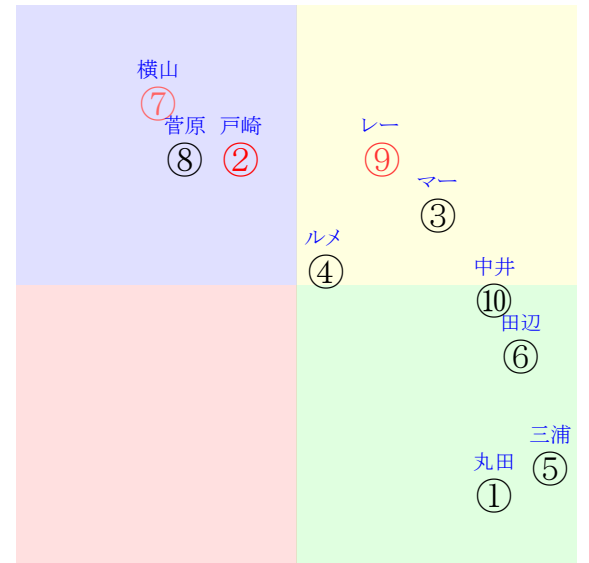 横山
⑦
菅原 戸崎 レー
⑧ ② ⑨
マー
③
ルメ
④
中井
⑩
田辺
⑥
三浦
⑤
丸田
①